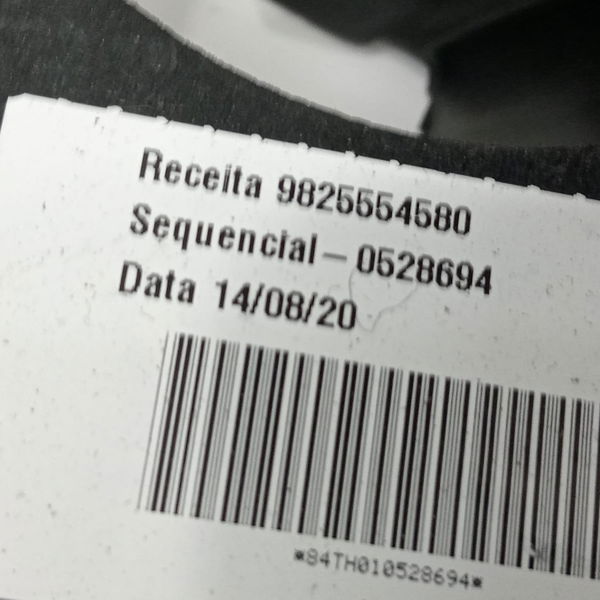 Receita 9825554580
Sequencial - 0528694
Data 14/08/20
*84TH010528694*